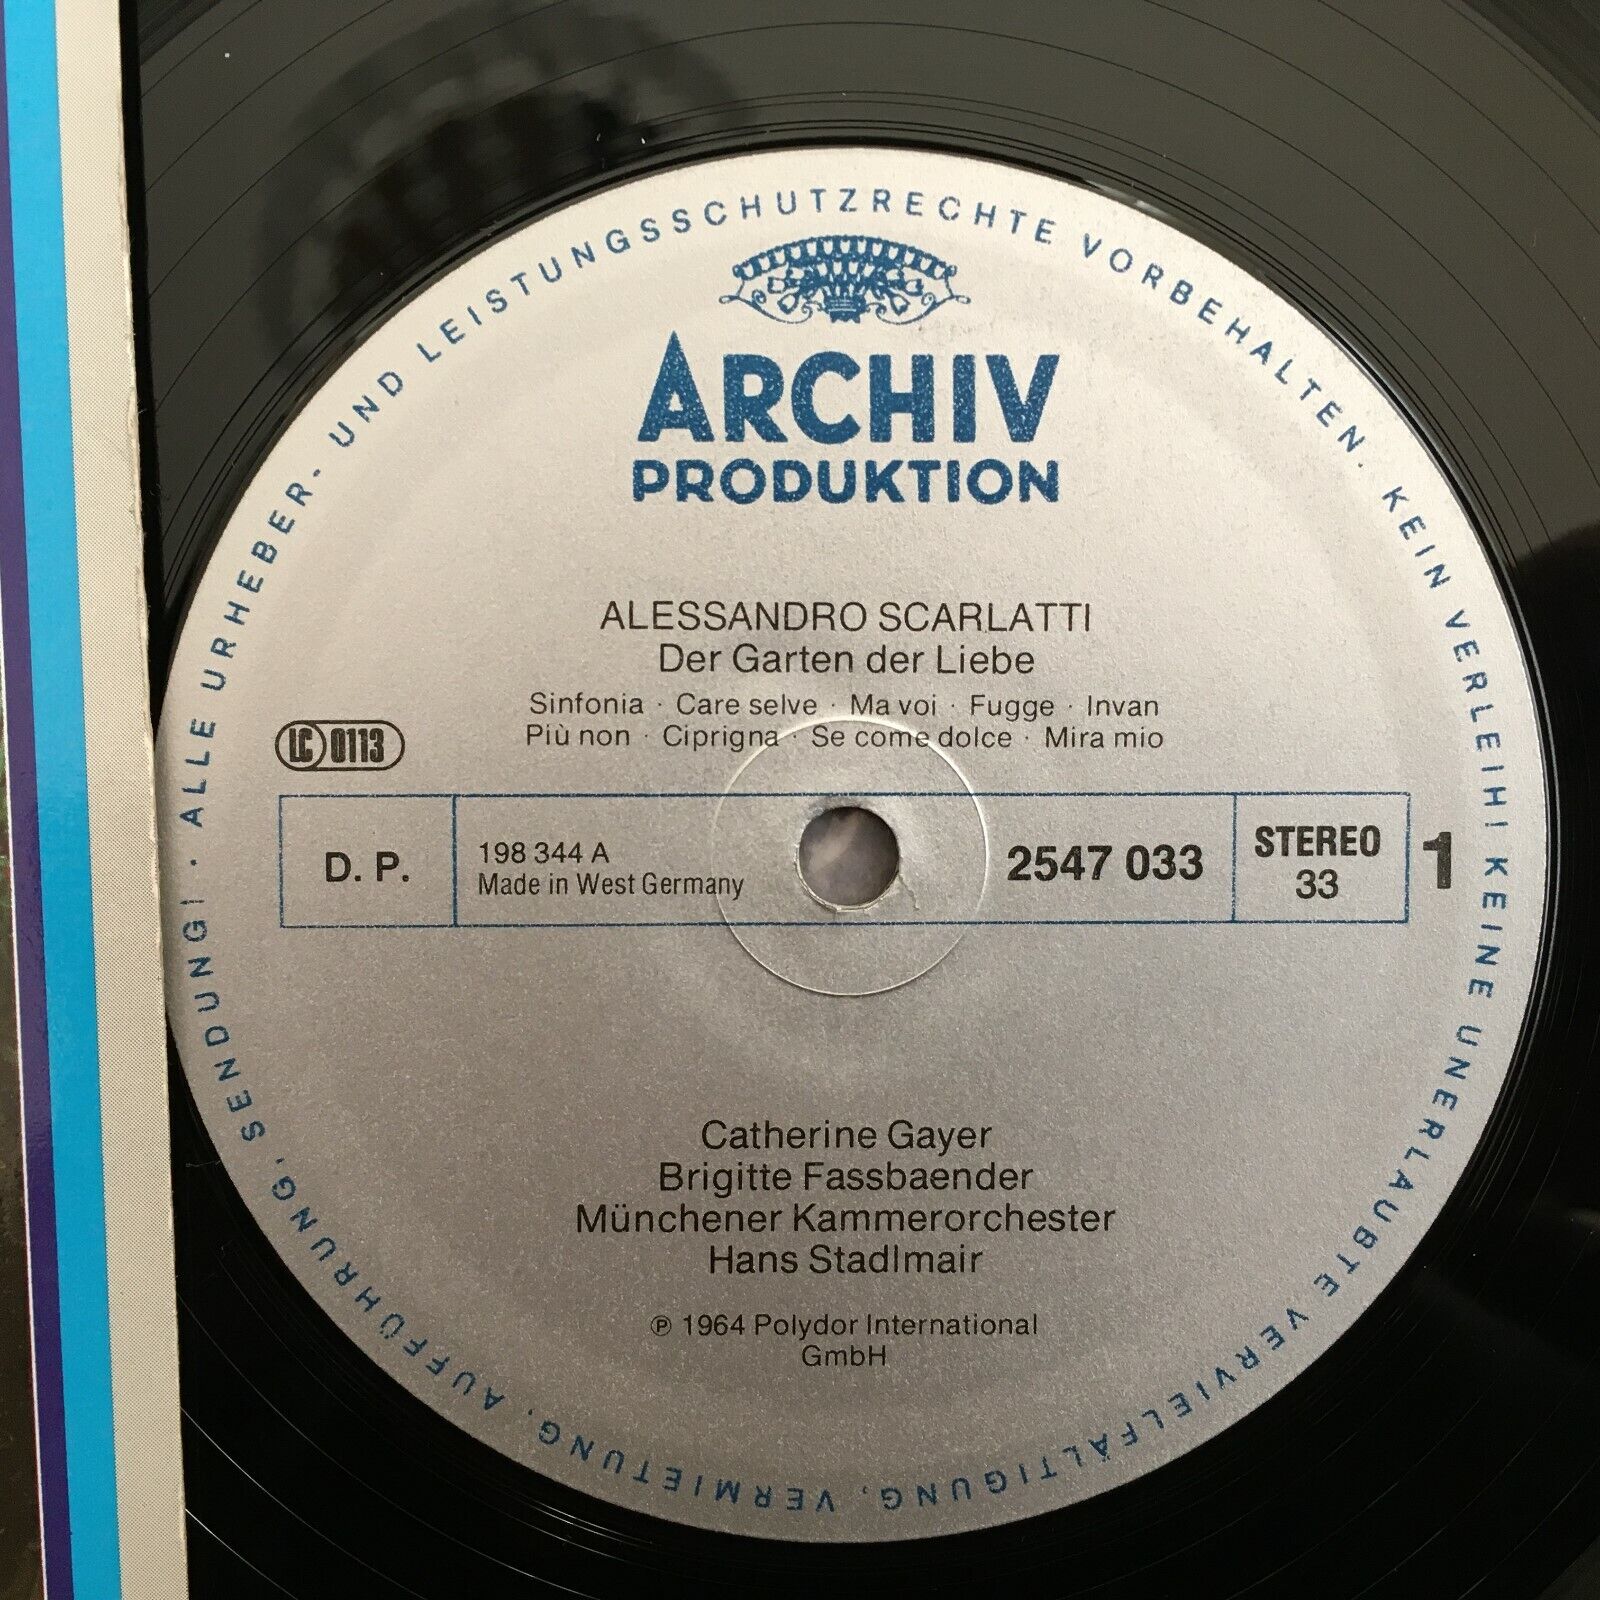 ALLE URHEBER- UND LEISTUNGSSCHUTZRECHTE VORBEHALTEN. KEIN VERLEIH! KEINE UNERLAUBTE VERVIELFÄLTIGUNG, VERMIETUNG, AUFFÜHRUNG, SENDUNG! ·
ARCHIV
PRODUKTION
ALESSANDRO SCARLATTI
Der Garten der Liebe
Sinfonia · Care selve · Ma voi · Fugge · Invan
Più non · Ciprigna · Se come dolce · Mira mio
LC 0113
D. P.
198 344 A
Made in West Germany
2547 033
STEREO
33
1
Catherine Gayer
Brigitte Fassbaender
Münchener Kammerorchester
Hans Stadlmair
℗ 1964 Polydor International
GmbH